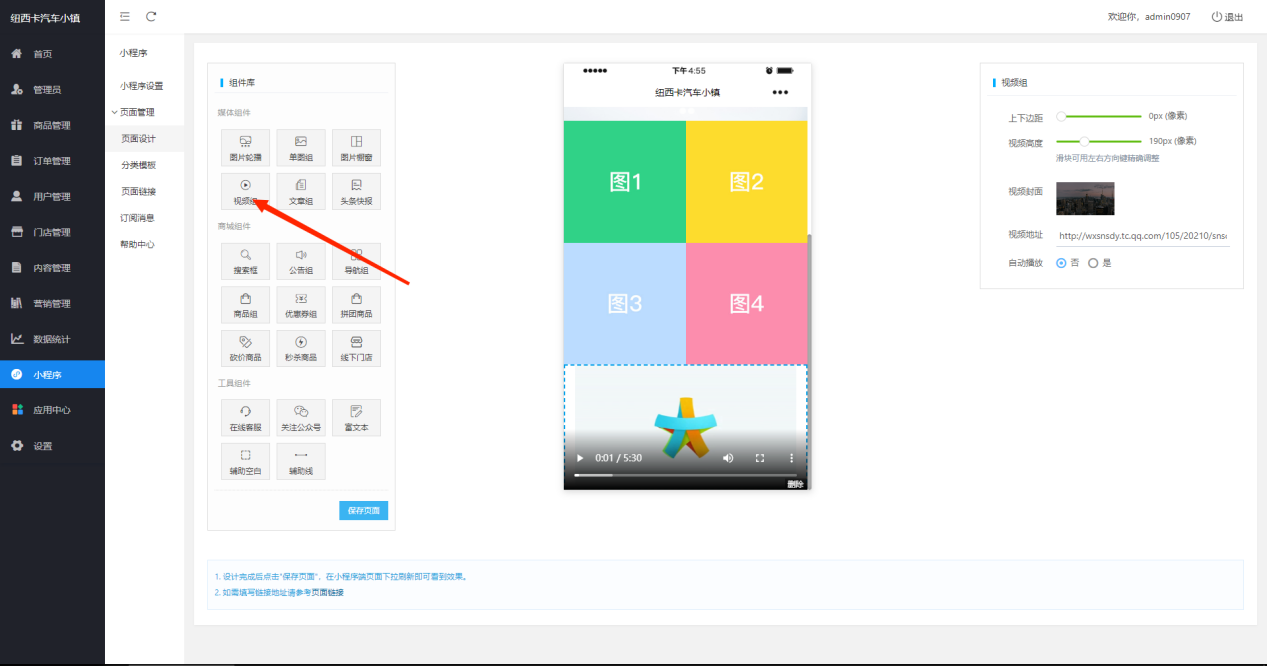 纽西卡汽车小镇
欢迎你，admin0907
退出
首页
管理员
商品管理
订单管理
用户管理
门店管理
内容管理
营销管理
数据统计
小程序
应用中心
设置
小程序
小程序设置
页面管理
页面设计
分类模板
页面链接
订阅消息
帮助中心
组件库
媒体组件
图片轮播
单图组
图片橱窗
视频组
文章组
头条快报
商城组件
搜索框
公告组
导航组
商品组
优惠券组
拼团商品
砍价商品
秒杀商品
线下门店
工具组件
在线客服
关注公众号
富文本
辅助空白
辅助线
保存页面
下午4:55
纽西卡汽车小镇
图1
图2
图3
图4
0:01 / 5:30
删除
视频组
上下边距
0px (像素)
视频高度
190px (像素)
滑块可用左右方向键精确调整
视频封面
视频地址
http://wxsnsdy.tc.qq.com/105/20210/sns
自动播放
否
是
1. 设计完成后点击"保存页面"，在小程序端页面下拉刷新即可看到效果。
2. 如需填写链接地址请参考页面链接